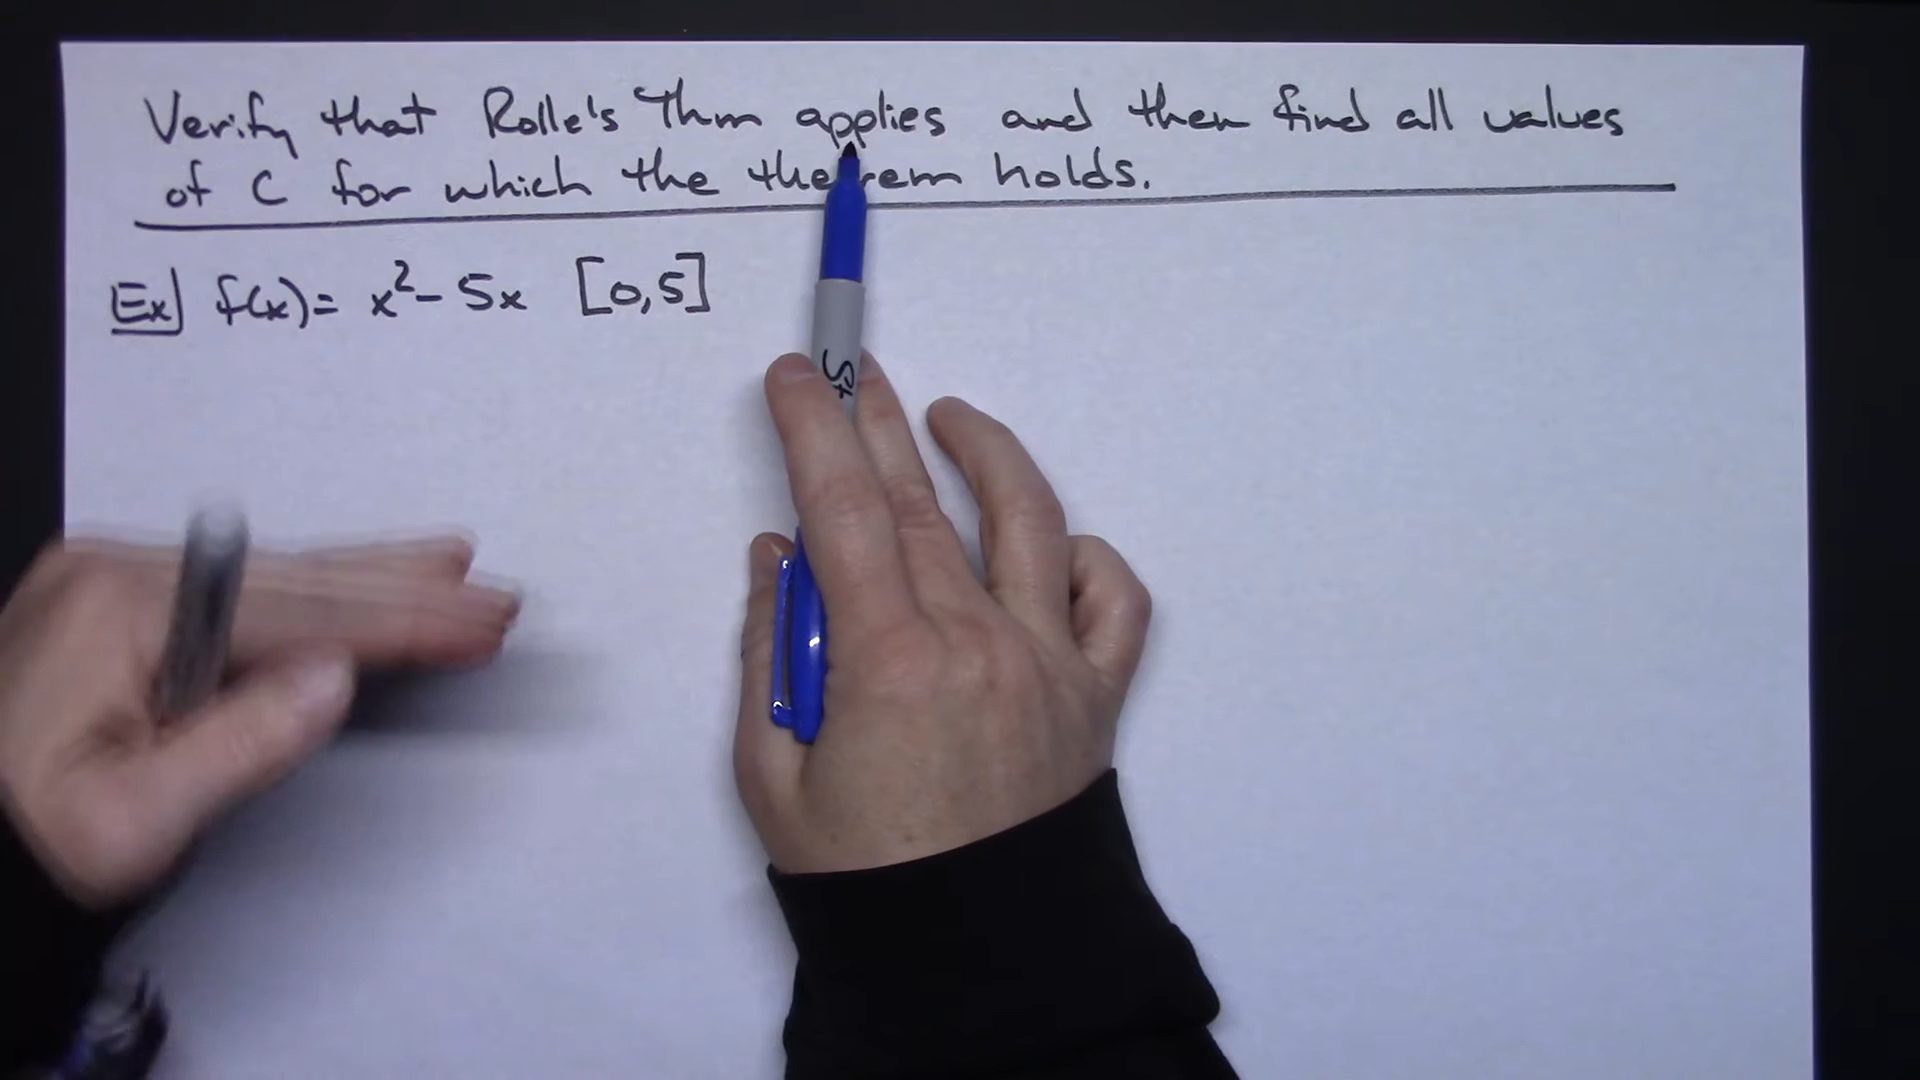 Verify that Rolle's Thm applies and then find all values
of C for which the theorem holds.
Ex] f(x) = x² - 5x [0,5]